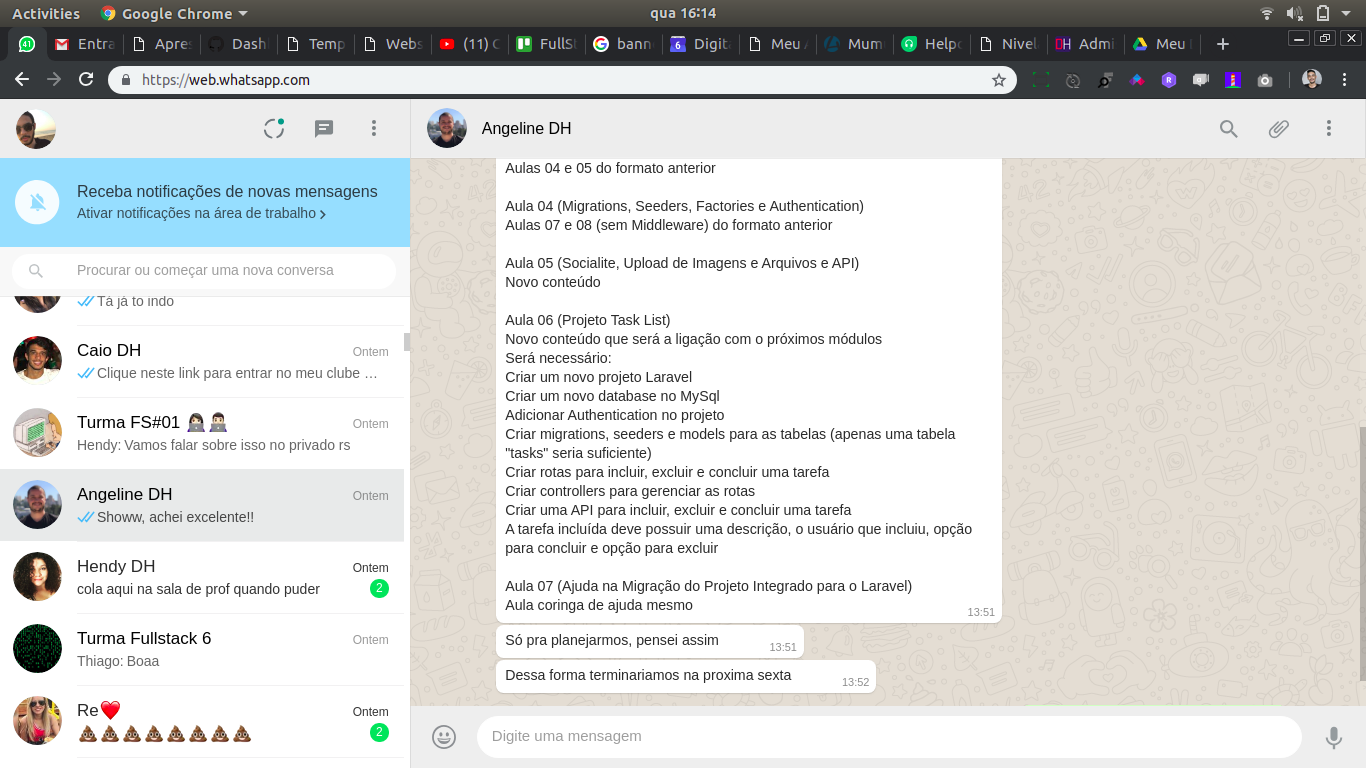 Activities
Google Chrome
qua 16:14
41
Entra
Apres
Dash
Temp
Webs
(11) C
FullSt
bann
6
Digit
Meu A
Mum
Helpc
Nivel
DH
Admi
Meu
https://web.whatsapp.com
Receba notificações de novas mensagens
Ativar notificações na área de trabalho
Procurar ou começar uma nova conversa
Tá já to indo
Caio DH
Ontem
Clique neste link para entrar no meu clube …
Turma FS#01 👩🏻‍💻👨🏻‍💻
Ontem
Hendy: Vamos falar sobre isso no privado rs
Angeline DH
Ontem
Showw, achei excelente!!
Hendy DH
Ontem
cola aqui na sala de prof quando puder
2
Turma Fullstack 6
Ontem
Thiago: Boaa
Re❤️
Ontem
💩💩💩💩💩💩💩💩
2
Angeline DH
Aulas 04 e 05 do formato anterior
Aula 04 (Migrations, Seeders, Factories e Authentication)
Aulas 07 e 08 (sem Middleware) do formato anterior
Aula 05 (Socialite, Upload de Imagens e Arquivos e API)
Novo conteúdo
Aula 06 (Projeto Task List)
Novo conteúdo que será a ligação com o próximos módulos
Será necessário:
Criar um novo projeto Laravel
Criar um novo database no MySql
Adicionar Authentication no projeto
Criar migrations, seeders e models para as tabelas (apenas uma tabela
"tasks" seria suficiente)
Criar rotas para incluir, excluir e concluir uma tarefa
Criar controllers para gerenciar as rotas
Criar uma API para incluir, excluir e concluir uma tarefa
A tarefa incluída deve possuir uma descrição, o usuário que incluiu, opção
para concluir e opção para excluir
Aula 07 (Ajuda na Migração do Projeto Integrado para o Laravel)
Aula coringa de ajuda mesmo
13:51
Só pra planejarmos, pensei assim
13:51
Dessa forma terminariamos na proxima sexta
13:52
Digite uma mensagem